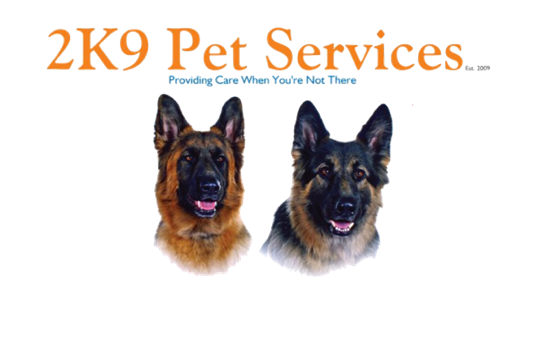 2K9 Pet Services Est. 2009
Providing Care When You're Not There